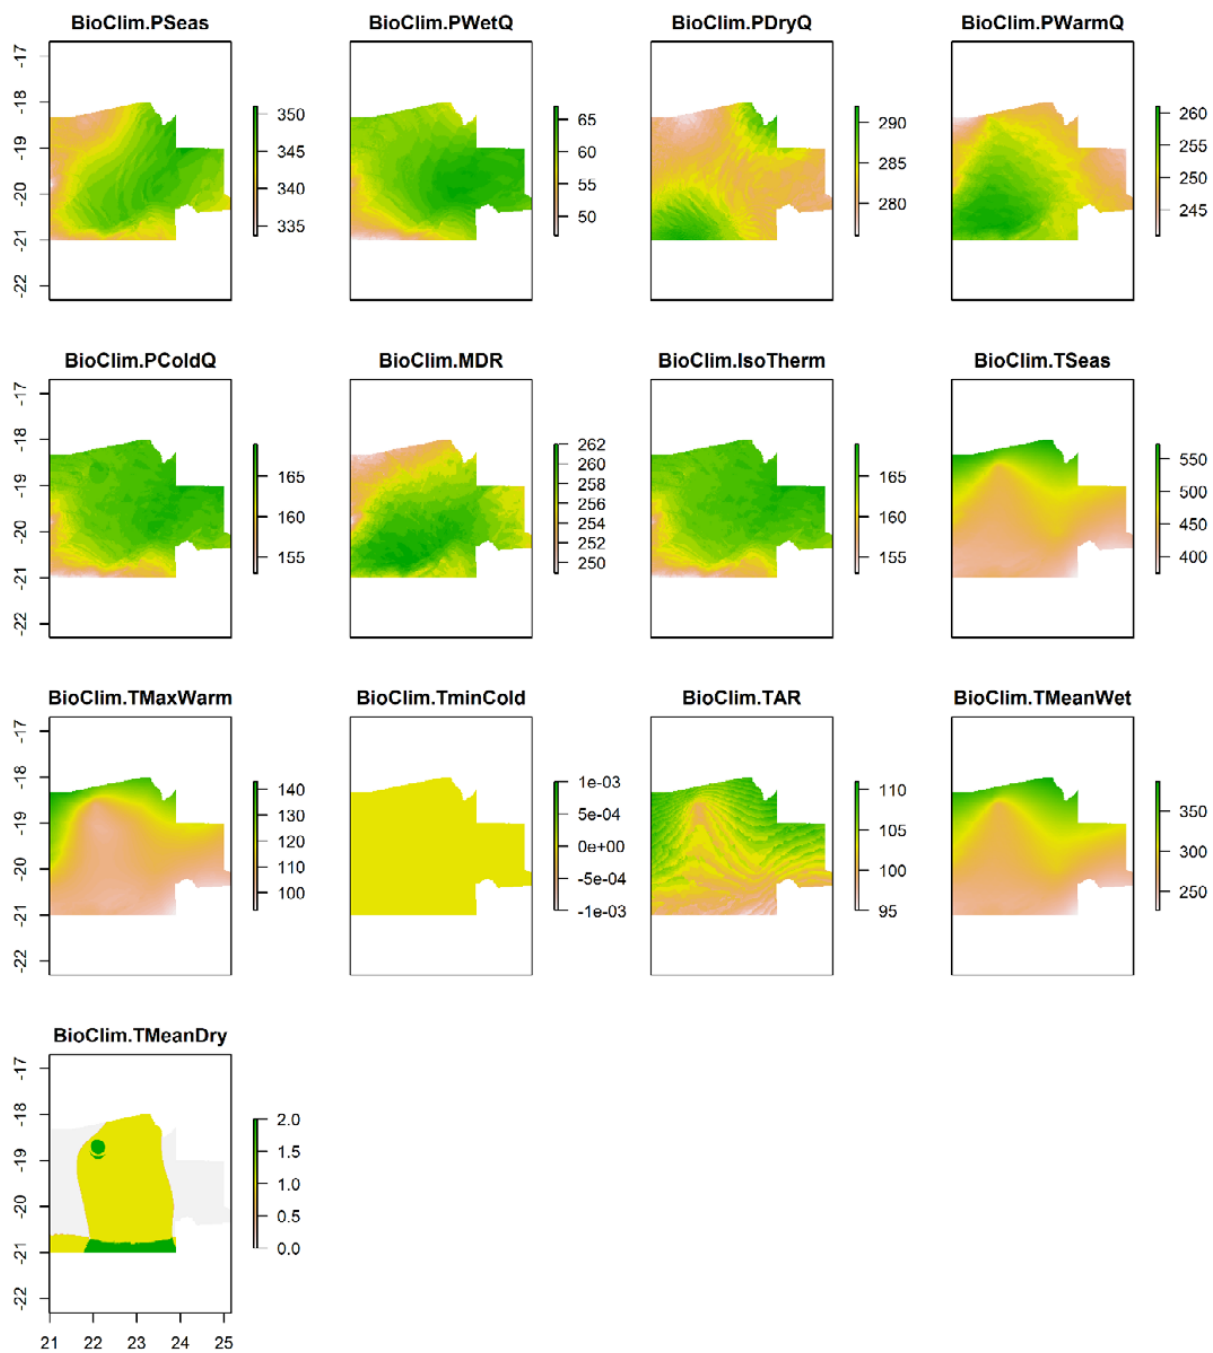 BioClim.PSeas BioClim.PWetQ BioClim.PDryQ BioClim.PWarmQ
-17 -18 -19 -20 -21 -22
350 345 340 335
65 60 55 50
290 285 280
260 255 250 245
BioClim.PColdQ BioClim.MDR BioClim.IsoTherm BioClim.TSeas
-17 -18 -19 -20 -21 -22
165 160 155
262 260 258 256 254 252 250
165 160 155
550 500 450 400
BioClim.TMaxWarm BioClim.TminCold BioClim.TAR BioClim.TMeanWet
-17 -18 -19 -20 -21 -22
140 130 120 110 100
1e-03 5e-04 0e+00 -5e-04 -1e-03
110 105 100 95
350 300 250
BioClim.TMeanDry
-17 -18 -19 -20 -21 -22
2.0 1.5 1.0 0.5 0.0
21 22 23 24 25